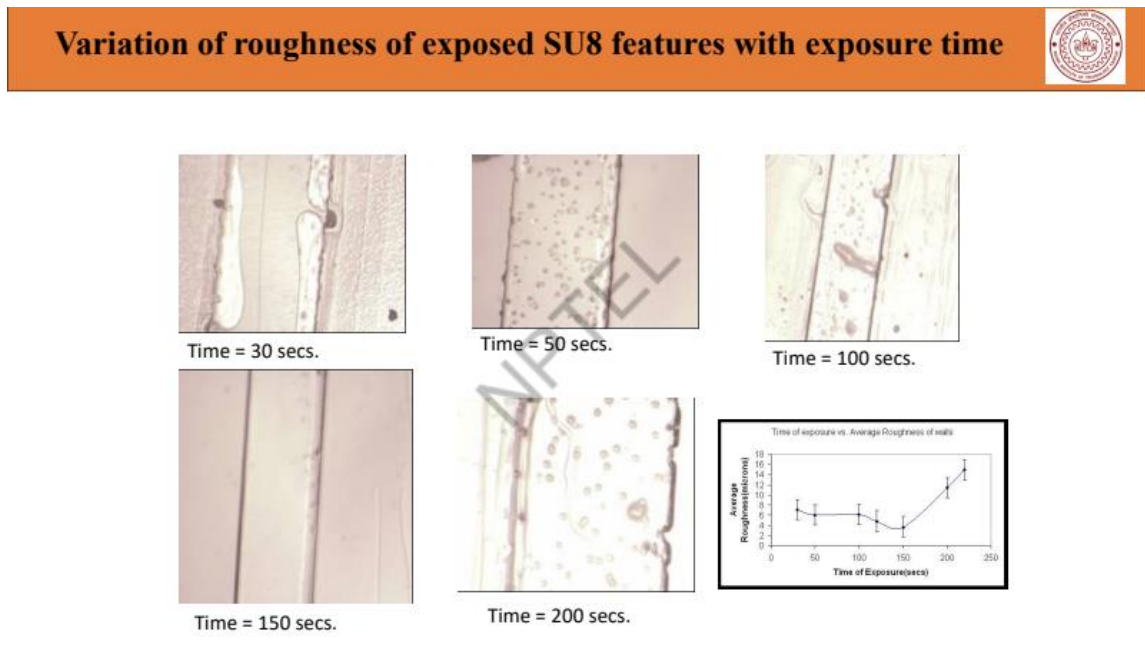 Variation of roughness of exposed SU8 features with exposure time
Time = 30 secs.
Time = 50 secs.
Time = 100 secs.
NPTEL
Time = 150 secs.
Time = 200 secs.
Time of exposure vs. Average Roughness of walls
Average
Roughness(microns)
18
16
14
12
10
8
6
4
2
0
0 50 100 150 200 250
Time of Exposure(secs)